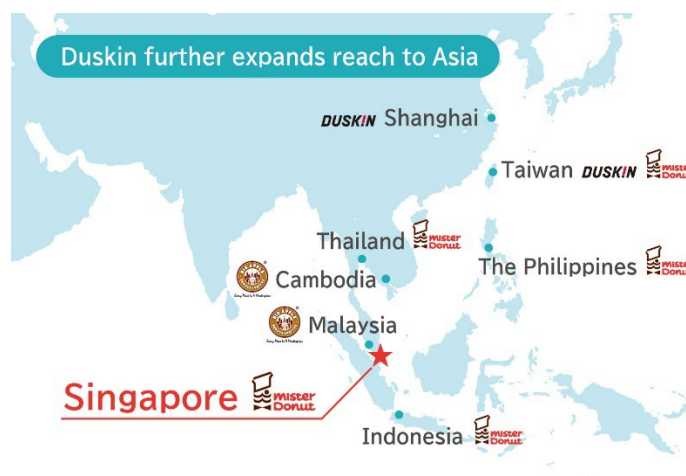 Duskin further expands reach to Asia
DUSKIN Shanghai
Taiwan DUSKIN mister Donut
Thailand mister Donut
The Philippines mister Donut
Cambodia
Malaysia
Singapore mister Donut
Indonesia mister Donut